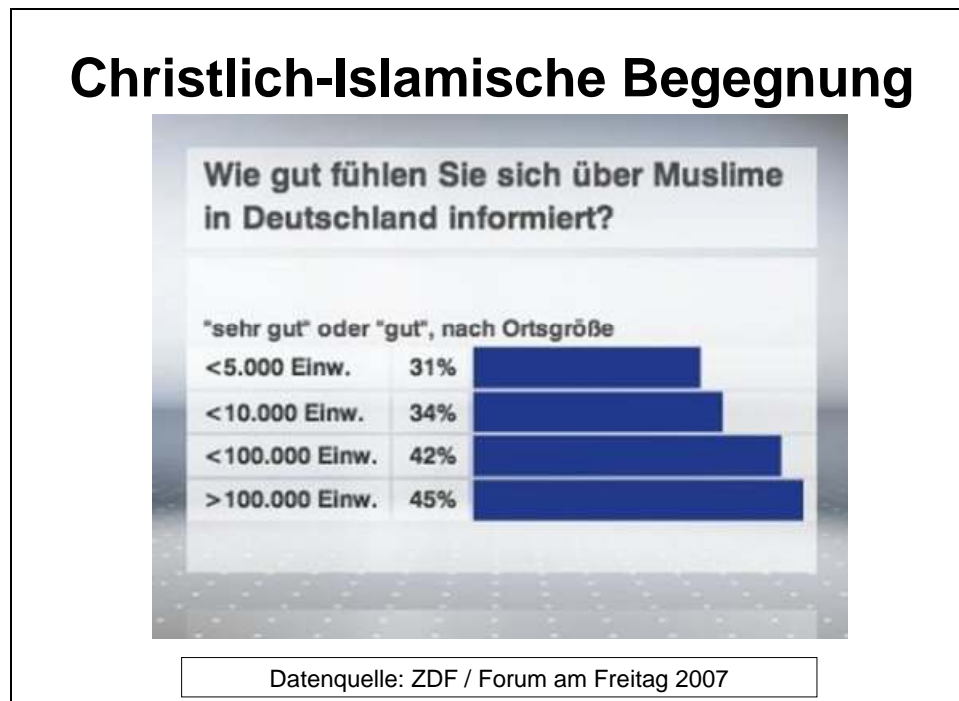 Christlich-Islamische Begegnung
Wie gut fühlen Sie sich über Muslime
in Deutschland informiert?
"sehr gut" oder "gut", nach Ortsgröße
<5.000 Einw. 31%
<10.000 Einw. 34%
<100.000 Einw. 42%
>100.000 Einw. 45%
Datenquelle: ZDF / Forum am Freitag 2007